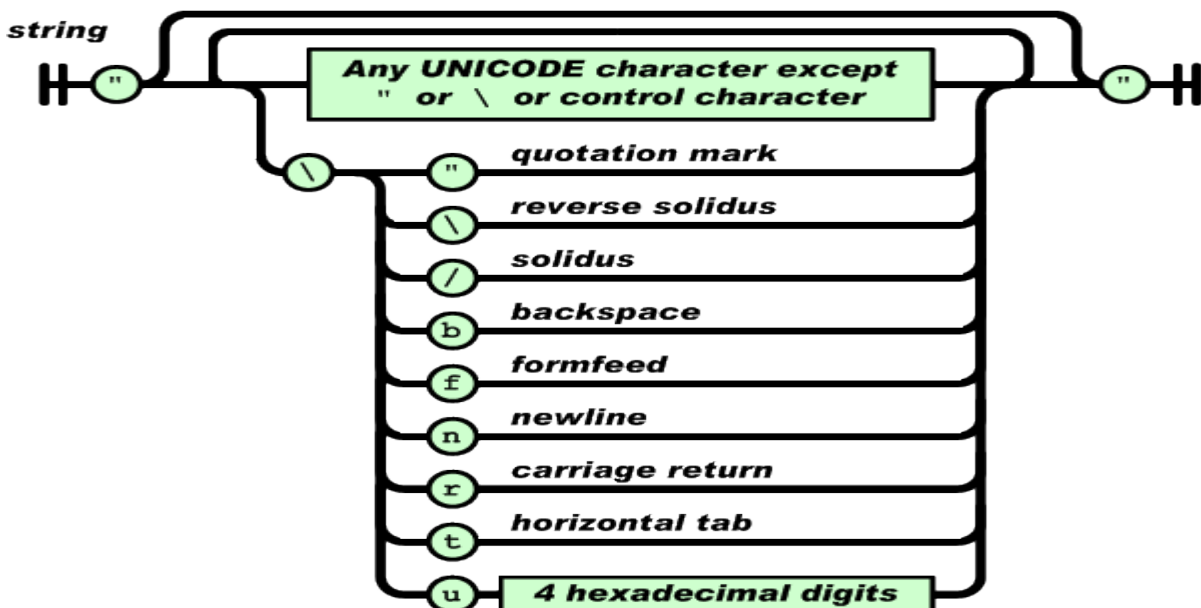 string
"
Any UNICODE character except
" or \ or control character
"
\
" quotation mark
\ reverse solidus
/ solidus
b backspace
f formfeed
n newline
r carriage return
t horizontal tab
u 4 hexadecimal digits